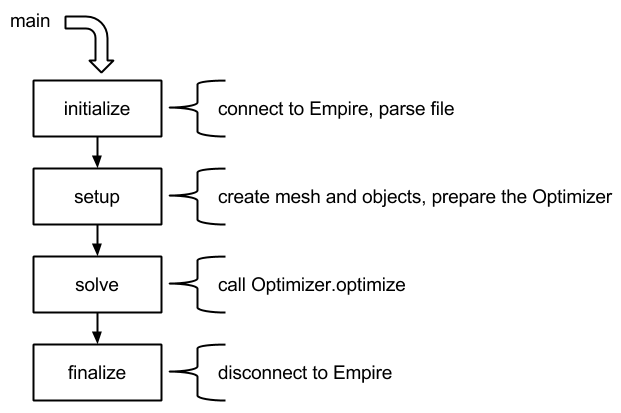 main
initialize
connect to Empire, parse file
setup
create mesh and objects, prepare the Optimizer
solve
call Optimizer.optimize
finalize
disconnect to Empire